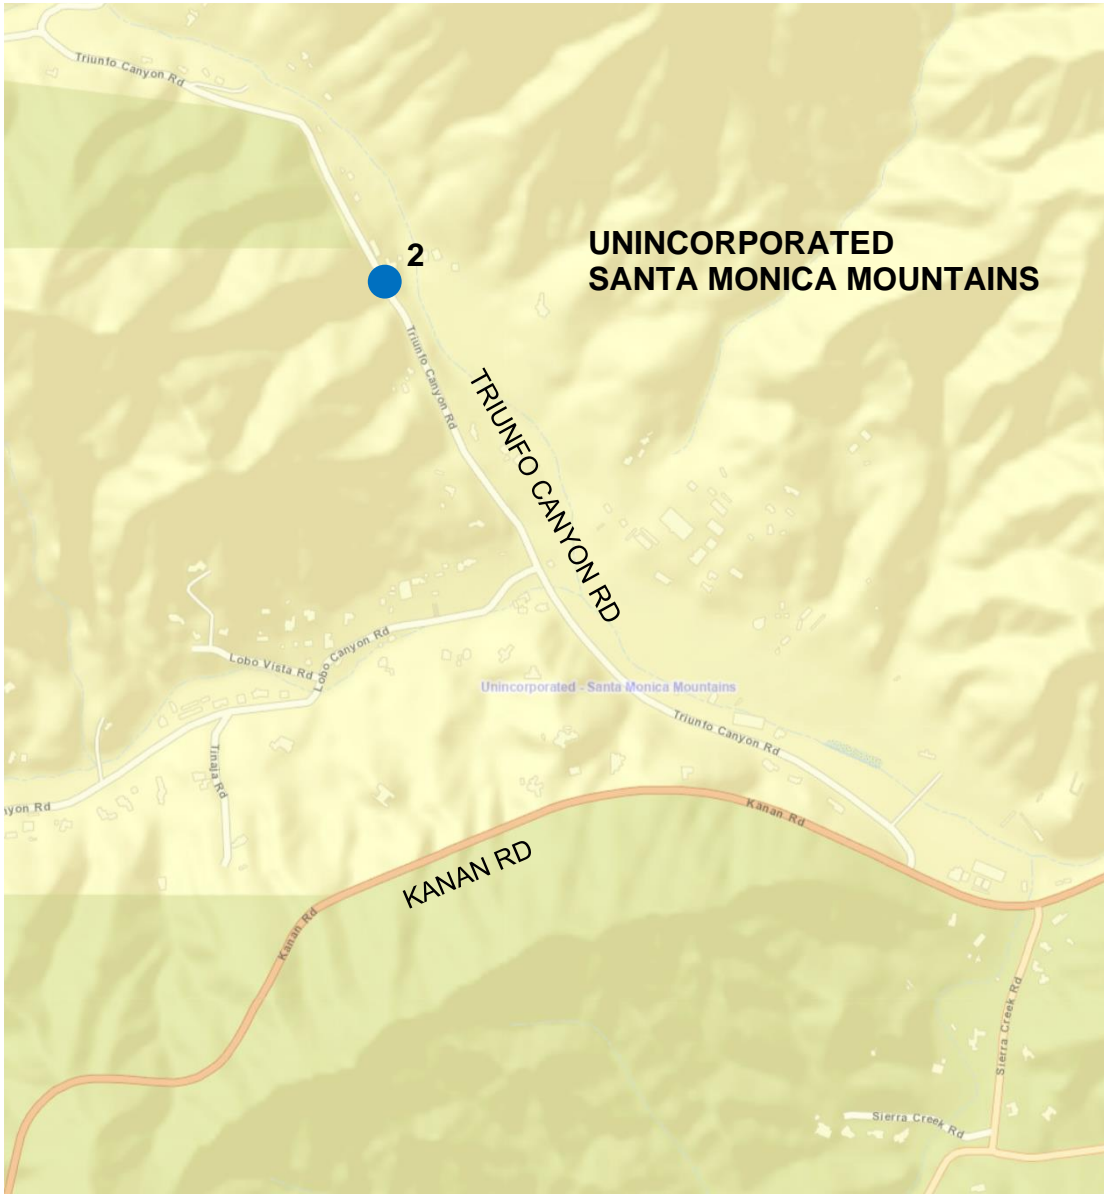 Triunfo Canyon Rd
2
UNINCORPORATED
SANTA MONICA MOUNTAINS
Triunfo Canyon Rd
TRIUNFO CANYON RD
Lobo Canyon Rd
Lobo Vista Rd
Unincorporated - Santa Monica Mountains
Triunfo Canyon Rd
Tinaja Rd
nyon Rd
Kanan Rd
KANAN RD
Kanan Rd
Sierra Creek Rd
Sierra Creek Rd